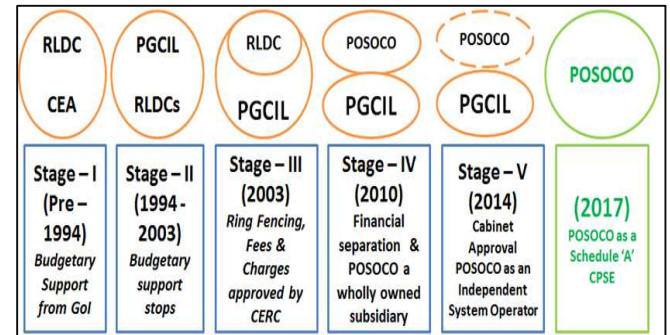 RLDC
CEA
PGCIL
RLDCs
RLDC
PGCIL
POSOCO
PGCIL
POSOCO
PGCIL
POSOCO
Stage – I
(Pre –
1994)
Budgetary
Support
from GoI
Stage – II
(1994 -
2003)
Budgetary
support
stops
Stage – III
(2003)
Ring Fencing,
Fees &
Charges
approved by
CERC
Stage – IV
(2010)
Financial
separation &
POSOCO a
wholly owned
subsidiary
Stage – V
(2014)
Cabinet
Approval
POSOCO as an
Independent
System Operator
(2017)
POSOCO as a
Schedule ‘A’
CPSE